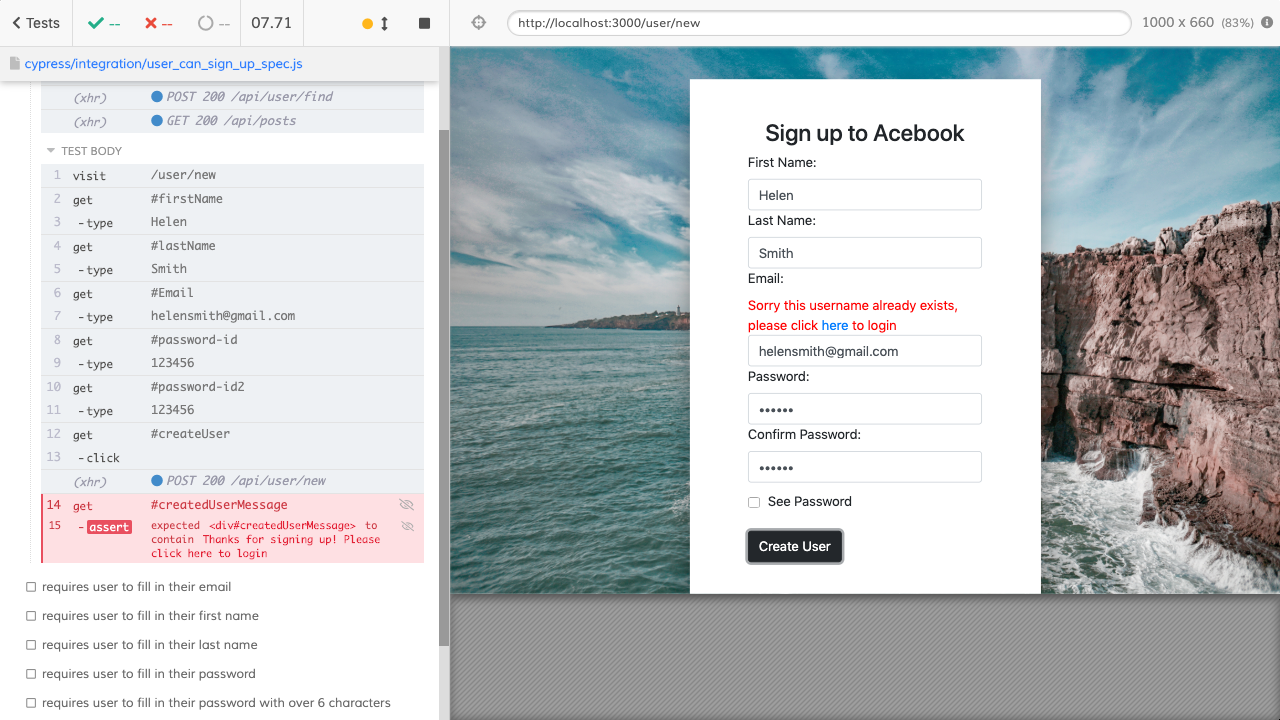 Tests
--
--
--
07.71
http://localhost:3000/user/new
1000 x 660 (83%)
cypress/integration/user_can_sign_up_spec.js
(xhr) POST 200 /api/user/find
(xhr) GET 200 /api/posts
TEST BODY
1 visit /user/new
2 get #firstName
3 -type Helen
4 get #lastName
5 -type Smith
6 get #Email
7 -type helensmith@gmail.com
8 get #password-id
9 -type 123456
10 get #password-id2
11 -type 123456
12 get #createUser
13 -click
(xhr) POST 200 /api/user/new
14 get #createdUserMessage
15 -assert expected <div#createdUserMessage> to
contain Thanks for signing up! Please
click here to login
requires user to fill in their email
requires user to fill in their first name
requires user to fill in their last name
requires user to fill in their password
requires user to fill in their password with over 6 characters
Sign up to Acebook
First Name:
Helen
Last Name:
Smith
Email:
Sorry this username already exists,
please click here to login
helensmith@gmail.com
Password:
••••••
Confirm Password:
••••••
See Password
Create User